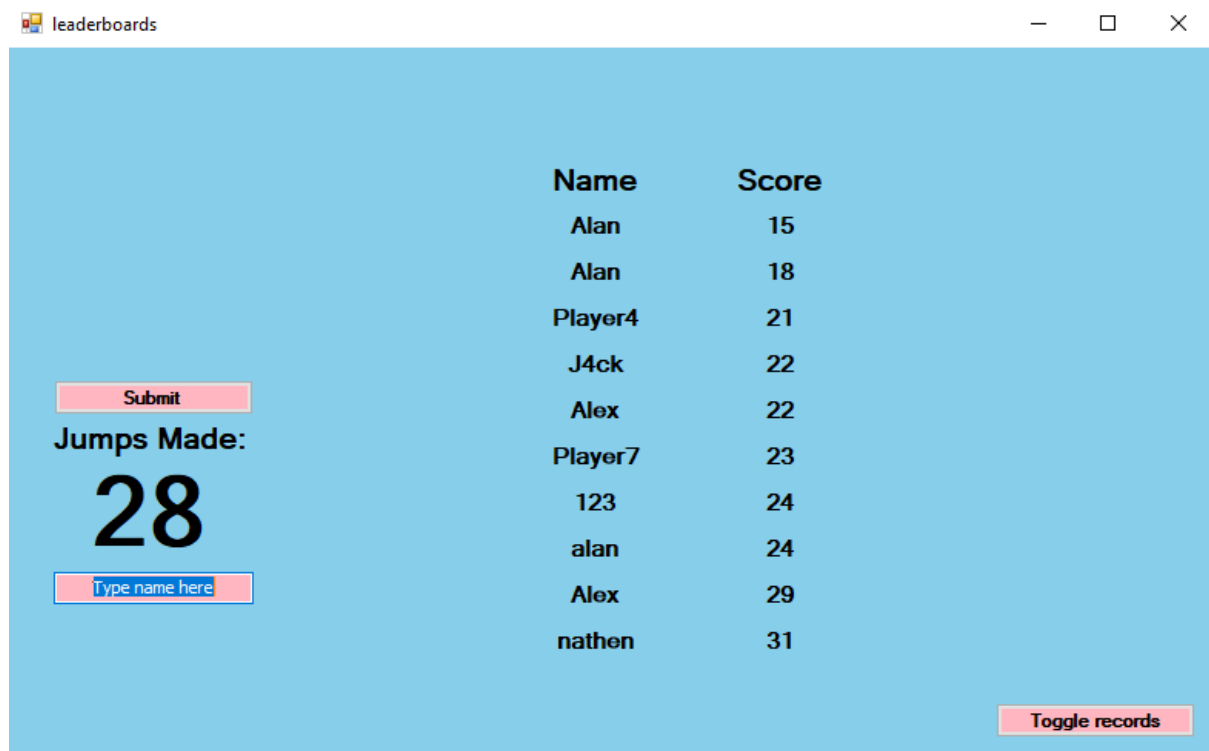 leaderboards
Name Score
Alan 15
Alan 18
Player4 21
J4ck 22
Alex 22
Player7 23
123 24
alan 24
Alex 29
nathen 31
Submit
Jumps Made:
28
Type name here
Toggle records